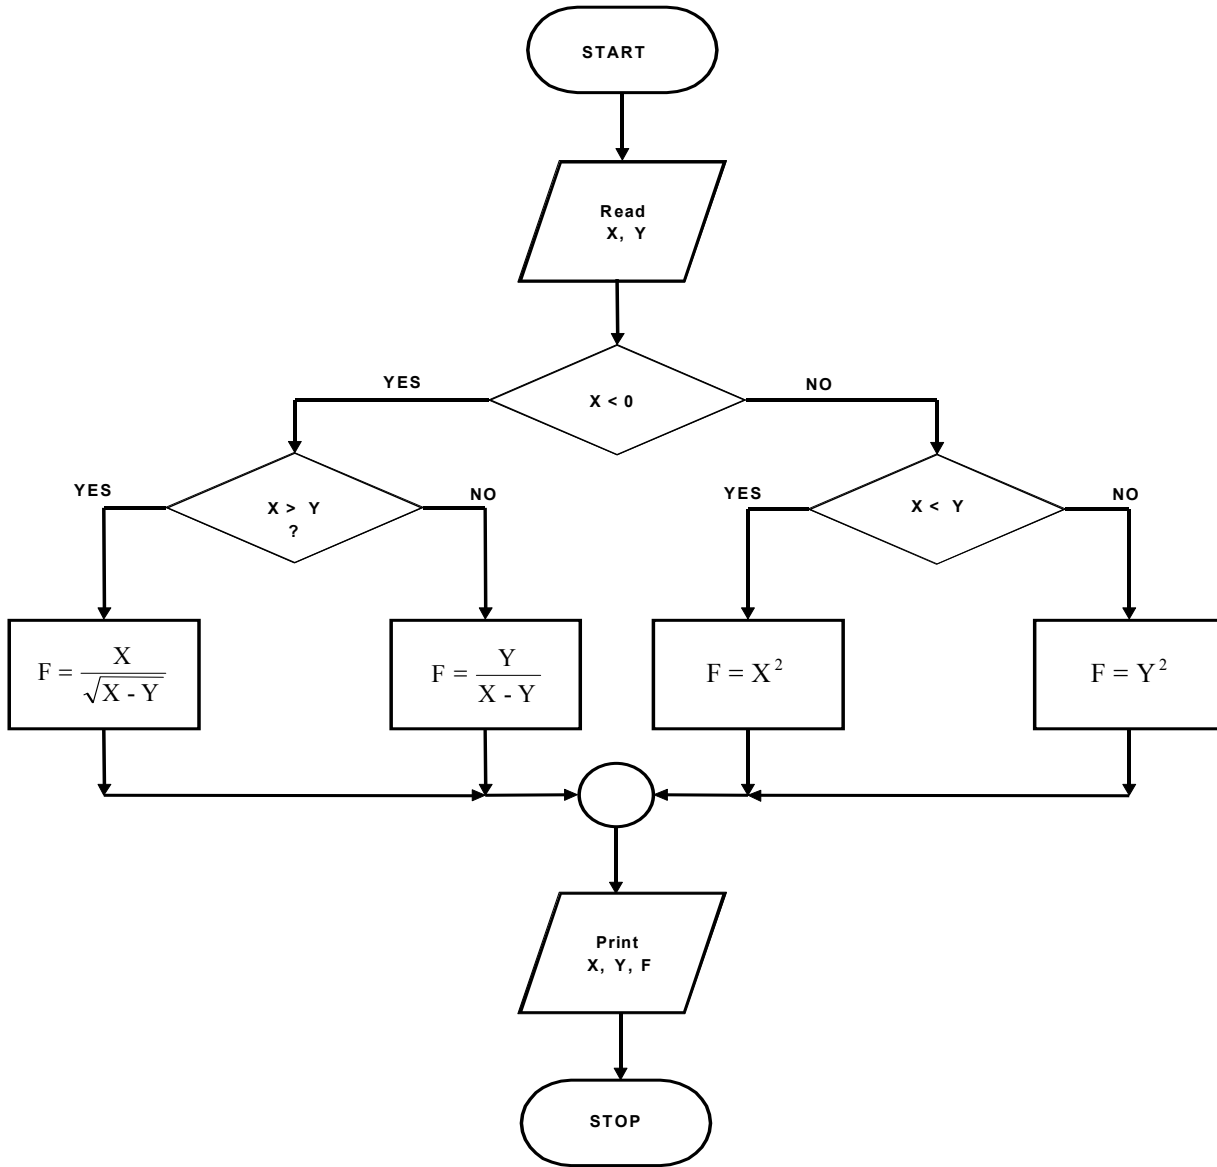 START
Read
X, Y
YES
X < 0
NO
YES
X > Y
?
NO
YES
X < Y
NO
F = X / √(X - Y)
F = Y / (X - Y)
F = X²
F = Y²
Print
X, Y, F
STOP